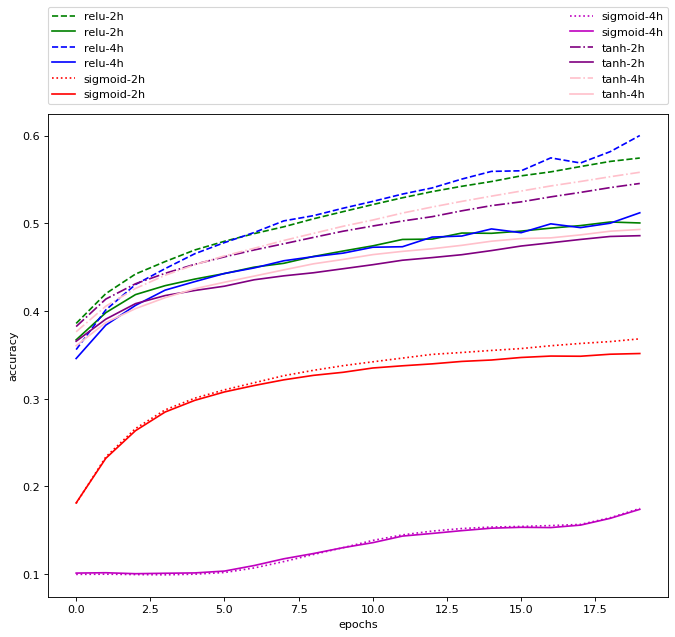 relu-2h
relu-2h
relu-4h
relu-4h
sigmoid-2h
sigmoid-2h
sigmoid-4h
sigmoid-4h
tanh-2h
tanh-2h
tanh-4h
tanh-4h
0.6
0.5
0.4
0.3
0.2
0.1
accuracy
0.0 2.5 5.0 7.5 10.0 12.5 15.0 17.5
epochs